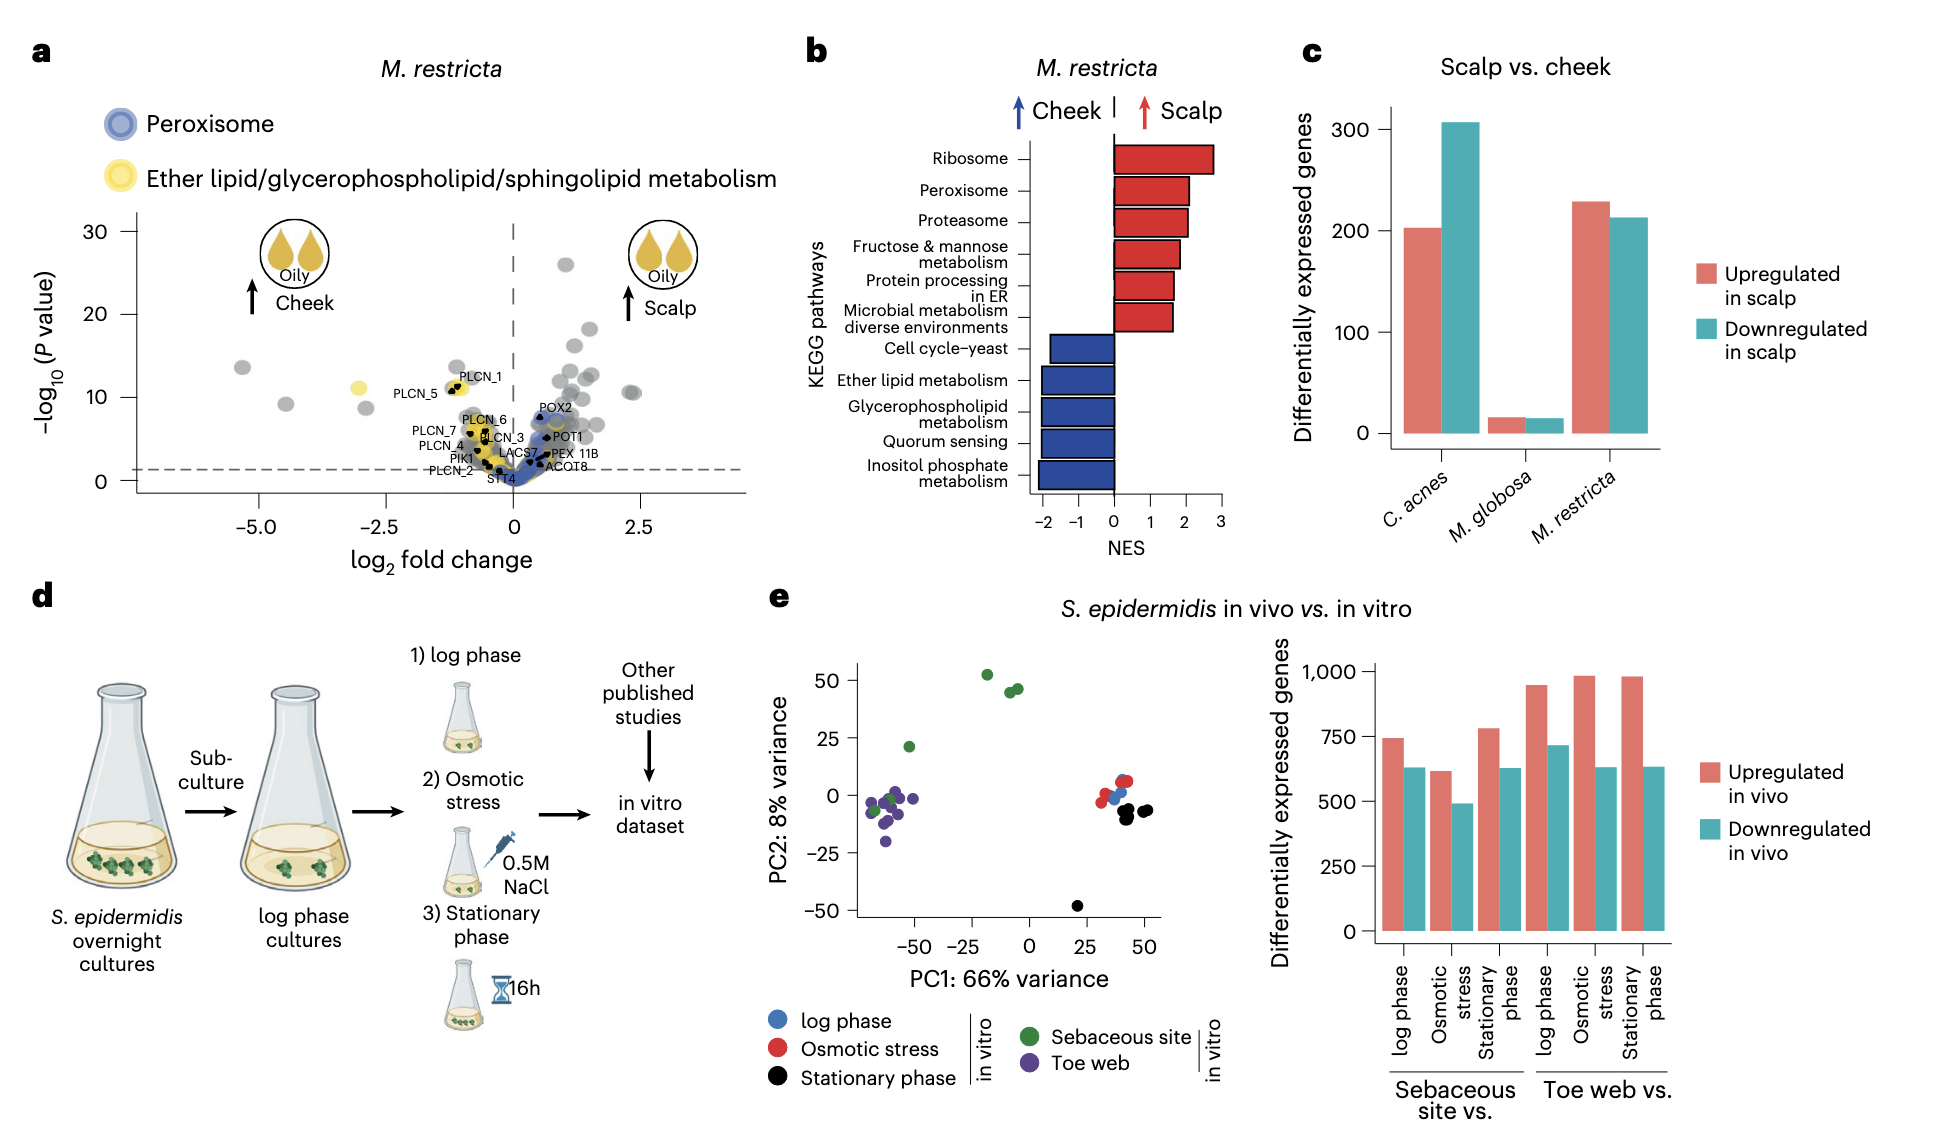 a
M. restricta
Peroxisome
Ether lipid/glycerophospholipid/sphingolipid metabolism
−log10 (P value)
30
20
10
0
Oily
Cheek
Oily
Scalp
PLCN_1
PLCN_5
POX2
PLCN_6
PLCN_7
PLCN_3
POT1
PLCN_4
LACS7
PEX 11B
PIK1
ACOT8
PLCN_2
STT4
−5.0
−2.5
0
2.5
log2 fold change
b
M. restricta
Cheek
Scalp
KEGG pathways
Ribosome
Peroxisome
Proteasome
Fructose & mannose
metabolism
Protein processing
in ER
Microbial metabolism
diverse environments
Cell cycle−yeast
Ether lipid metabolism
Glycerophospholipid
metabolism
Quorum sensing
Inositol phosphate
metabolism
−2
−1
0
1
2
3
NES
c
Scalp vs. cheek
Differentially expressed genes
300
200
100
0
C. acnes
M. globosa
M. restricta
Upregulated
in scalp
Downregulated
in scalp
d
S. epidermidis
overnight
cultures
Sub-
culture
log phase
cultures
1) log phase
2) Osmotic
stress
0.5M
NaCl
3) Stationary
phase
16h
Other
published
studies
in vitro
dataset
e
S. epidermidis in vivo vs. in vitro
PC2: 8% variance
50
25
0
−25
−50
−50
−25
0
25
50
PC1: 66% variance
log phase
Osmotic stress
Stationary phase
in vitro
Sebaceous site
Toe web
in vitro
Differentially expressed genes
1,000
750
500
250
0
log phase
Osmotic
stress
Stationary
phase
log phase
Osmotic
stress
Stationary
phase
Sebaceous
site vs.
Toe web vs.
Upregulated
in vivo
Downregulated
in vivo